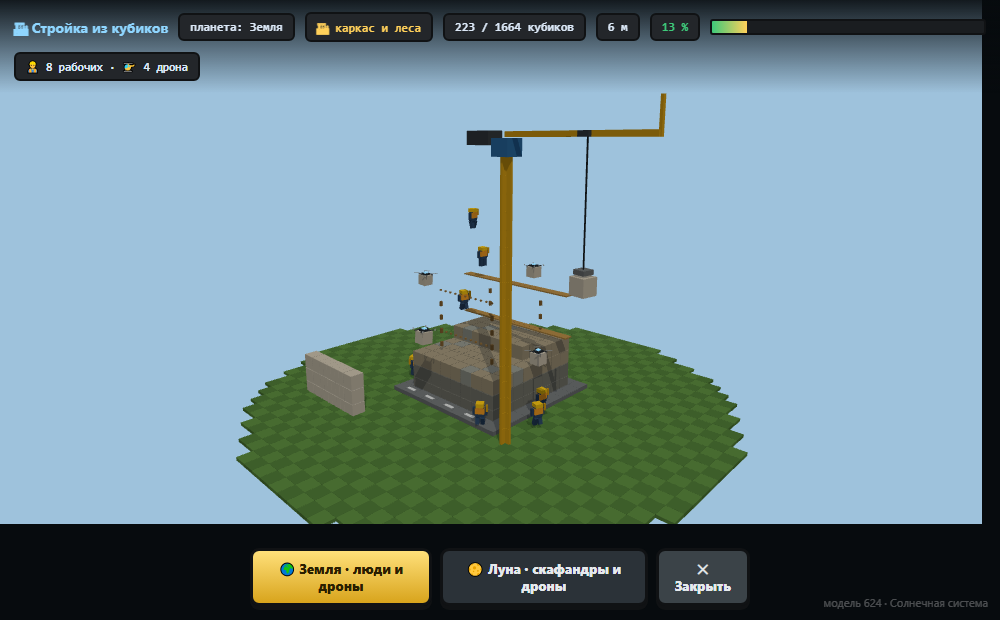 Стройка из кубиков
планета: Земля
каркас и леса
223 / 1664 кубиков
6 м
13 %
8 рабочих · 4 дрона
Земля · люди и
дроны
Луна · скафандры и
дроны
✕
Закрыть
модель 624 · Солнечная система